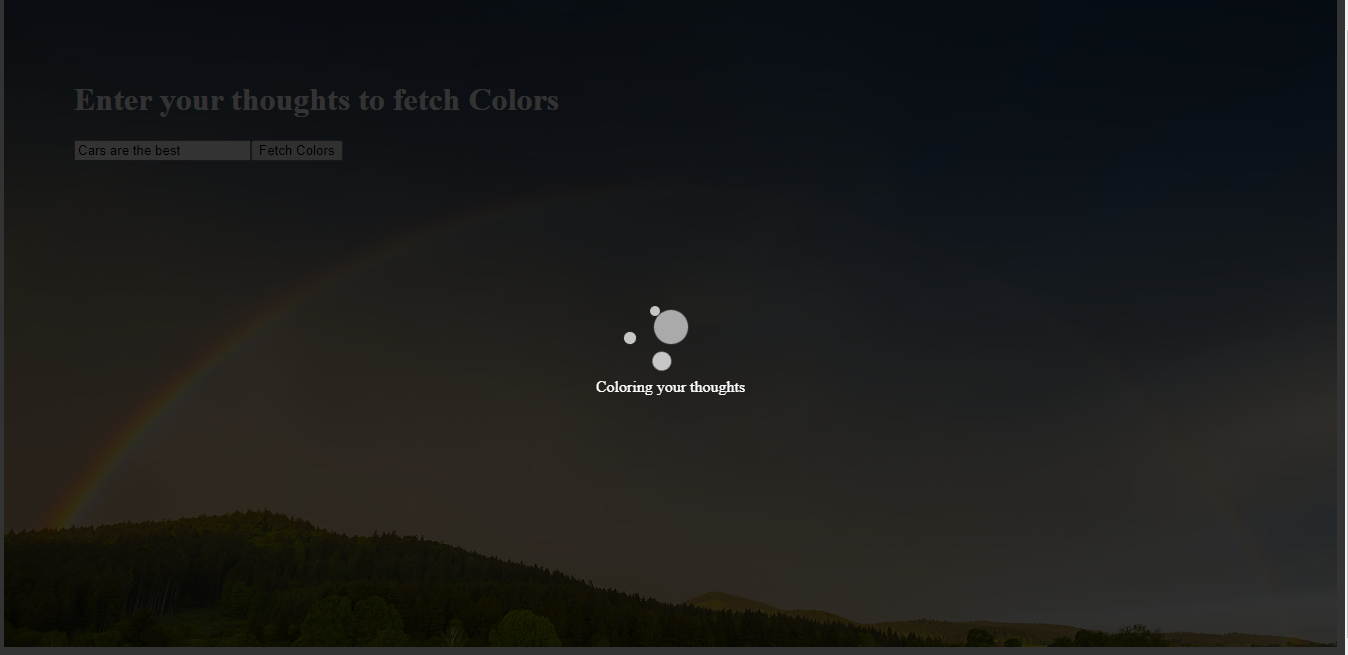 Enter your thoughts to fetch Colors
Cars are the best Fetch Colors
Coloring your thoughts